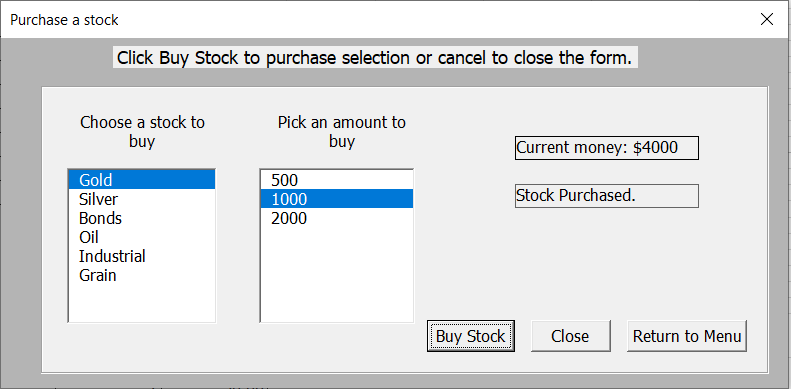 Purchase a stock
Click Buy Stock to purchase selection or cancel to close the form.
Choose a stock to
buy
Pick an amount to
buy
Current money: $4000
Stock Purchased.
Gold
Silver
Bonds
Oil
Industrial
Grain
500
1000
2000
Buy Stock
Close
Return to Menu